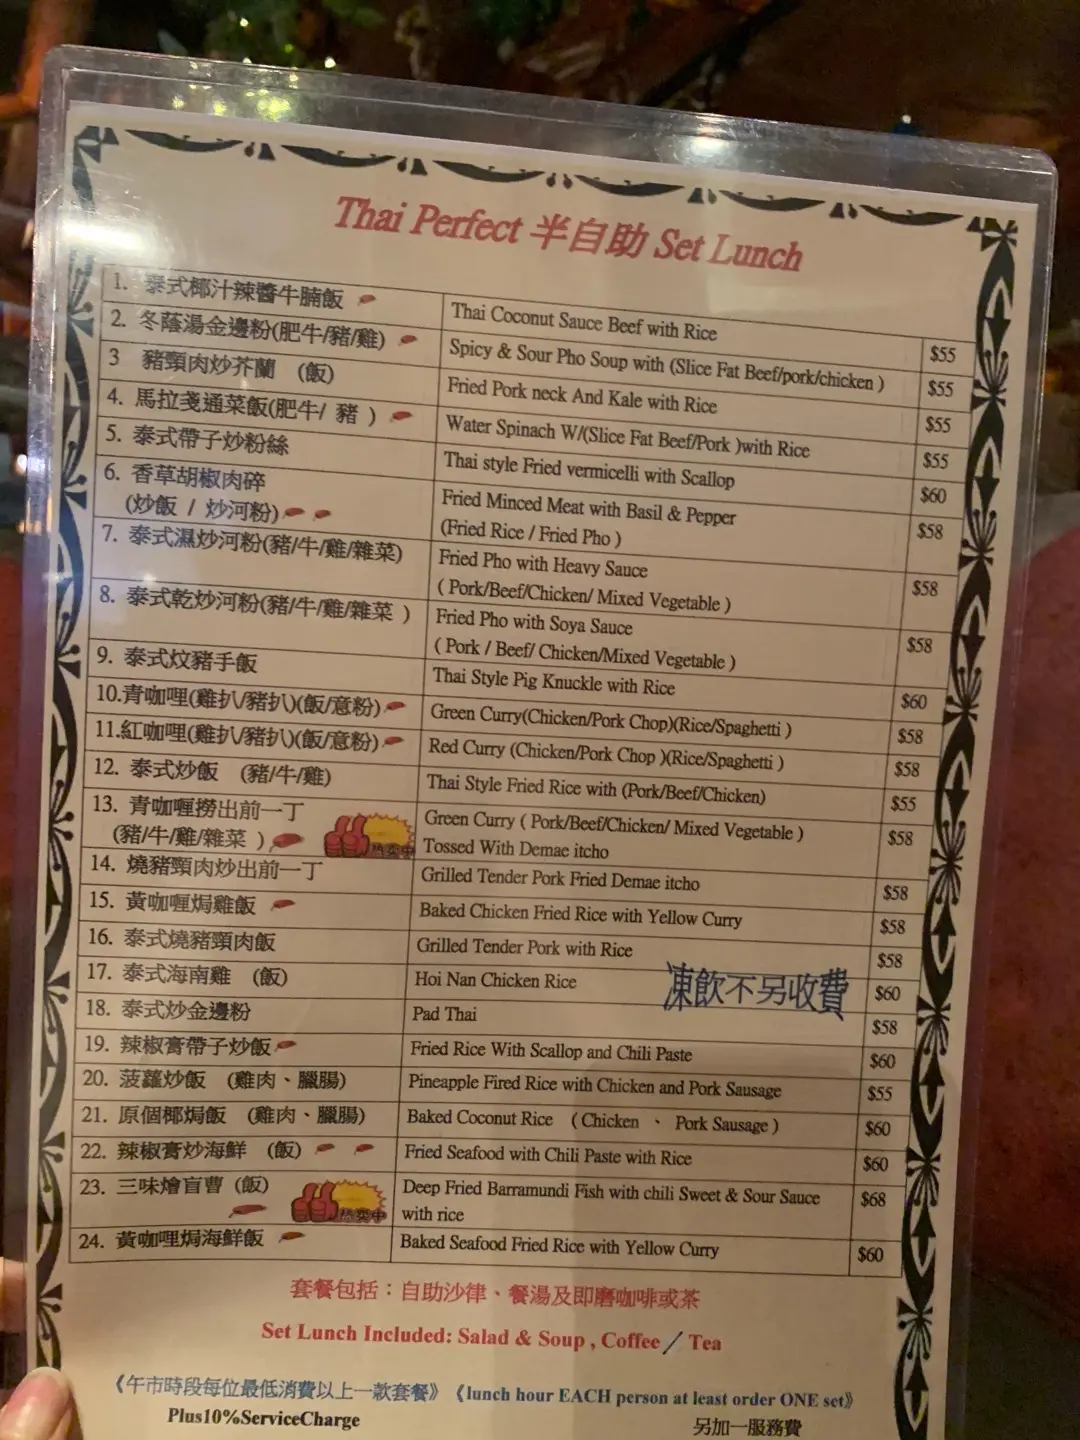 Thai Perfect 半自助 Set Lunch
1. 泰式椰汁辣醬牛腩飯 Thai Coconut Sauce Beef with Rice $55
2. 冬蔭湯金邊粉(肥牛/豬/雞) Spicy & Sour Pho Soup with (Slice Fat Beef/pork/chicken ) $55
3 豬頸肉炒芥蘭 (飯) Fried Pork neck And Kale with Rice $55
4. 馬拉戔通菜飯(肥牛/ 豬 ) Water Spinach W/(Slice Fat Beef/Pork )with Rice $55
5. 泰式帶子炒粉絲 Thai style Fried vermicelli with Scallop $60
6. 香草胡椒肉碎 Fried Minced Meat with Basil & Pepper $58
(炒飯 / 炒河粉) (Fried Rice / Fried Pho )
7. 泰式濕炒河粉(豬/牛/雞/雜菜) Fried Pho with Heavy Sauce $58
( Pork/Beef/Chicken/ Mixed Vegetable )
8. 泰式乾炒河粉(豬/牛/雞/雜菜 ) Fried Pho with Soya Sauce $58
( Pork / Beef/ Chicken/Mixed Vegetable )
9. 泰式炆豬手飯 Thai Style Pig Knuckle with Rice $60
10.青咖哩(雞扒/豬扒)(飯/意粉) Green Curry(Chicken/Pork Chop)(Rice/Spaghetti ) $58
11.紅咖哩(雞扒/豬扒)(飯/意粉) Red Curry (Chicken/Pork Chop )(Rice/Spaghetti ) $58
12. 泰式炒飯 (豬/牛/雞) Thai Style Fried Rice with (Pork/Beef/Chicken) $55
13. 青咖喱撈出前一丁 Green Curry ( Pork/Beef/Chicken/ Mixed Vegetable ) $58
(豬/牛/雞/雜菜 ) 热卖中 Tossed With Demae itcho
14. 燒豬頸肉炒出前一丁 Grilled Tender Pork Fried Demae itcho $58
15. 黃咖喱焗雞飯 Baked Chicken Fried Rice with Yellow Curry $58
16. 泰式燒豬頸肉飯 Grilled Tender Pork with Rice $58
17. 泰式海南雞 (飯) Hoi Nan Chicken Rice 凍飲不另收費 $60
18. 泰式炒金邊粉 Pad Thai $58
19. 辣椒膏帶子炒飯 Fried Rice With Scallop and Chili Paste $60
20. 菠蘿炒飯 (雞肉、臘腸) Pineapple Fired Rice with Chicken and Pork Sausage $55
21. 原個椰焗飯 (雞肉、臘腸) Baked Coconut Rice ( Chicken 、 Pork Sausage ) $60
22. 辣椒膏炒海鮮 (飯) Fried Seafood with Chili Paste with Rice $60
23. 三味燴盲曹 (飯) 热卖中 Deep Fried Barramundi Fish with chili Sweet & Sour Sauce $68
with rice
24. 黃咖哩焗海鮮飯 Baked Seafood Fried Rice with Yellow Curry $60
套餐包括：自助沙律、餐湯及即磨咖啡或茶
Set Lunch Included: Salad & Soup , Coffee / Tea
《午市時段每位最低消費以上一款套餐》《lunch hour EACH person at least order ONE set》
Plus10%ServiceCharge 另加一服務費